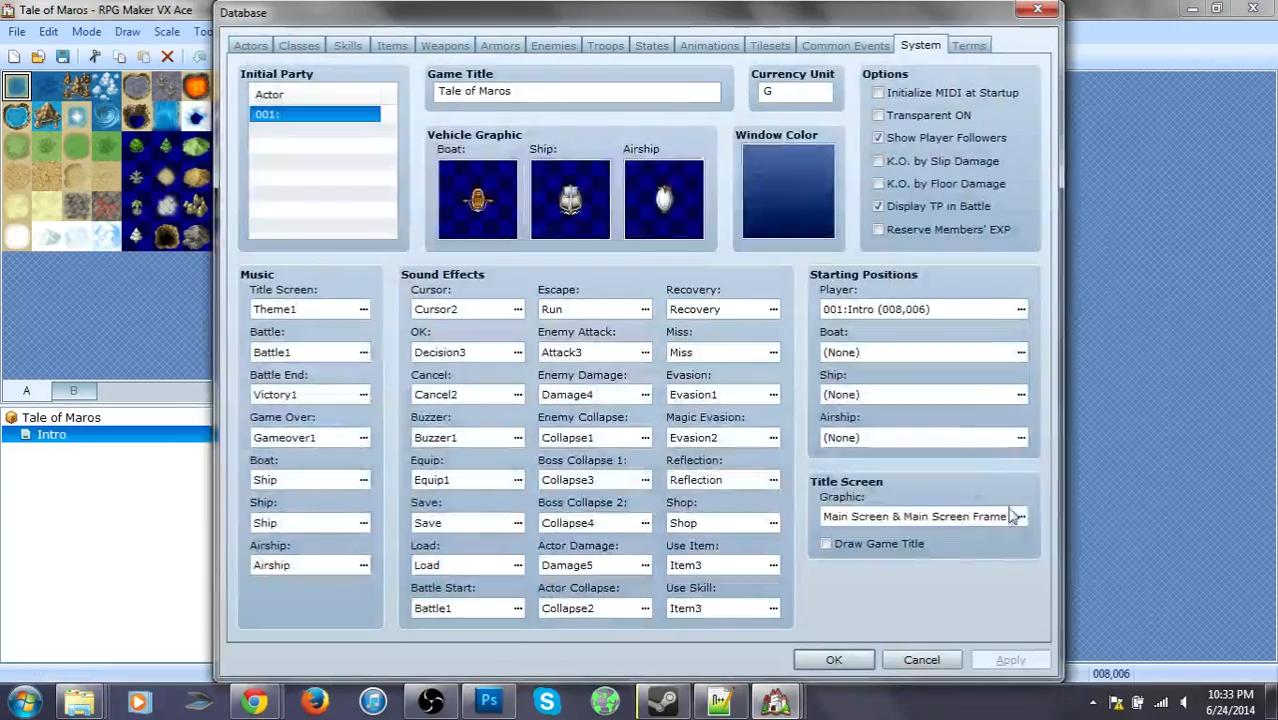 Tale of Maros - RPG Maker VX Ace
File Edit Mode Draw Scale Too
A B
Tale of Maros
Intro
Database
Actors Classes Skills Items Weapons Armors Enemies Troops States Animations Tilesets Common Events System Terms
Initial Party
Actor
001:
Game Title
Tale of Maros
Currency Unit
G
Vehicle Graphic
Boat: Ship: Airship
Window Color
Options
Initialize MIDI at Startup
Transparent ON
Show Player Followers
K.O. by Slip Damage
K.O. by Floor Damage
Display TP in Battle
Reserve Members' EXP
Music
Title Screen:
Theme1 ...
Battle:
Battle1 ...
Battle End:
Victory1 ...
Game Over:
Gameover1 ...
Boat:
Ship ...
Ship:
Ship ...
Airship:
Airship ...
Sound Effects
Cursor: Escape: Recovery:
Cursor2 ... Run ... Recovery ...
OK: Enemy Attack: Miss:
Decision3 ... Attack3 ... Miss ...
Cancel: Enemy Damage: Evasion:
Cancel2 ... Damage4 ... Evasion1 ...
Buzzer: Enemy Collapse: Magic Evasion:
Buzzer1 ... Collapse1 ... Evasion2 ...
Equip: Boss Collapse 1: Reflection:
Equip1 ... Collapse3 ... Reflection ...
Save: Boss Collapse 2: Shop:
Save ... Collapse4 ... Shop ...
Load: Actor Damage: Use Item:
Load ... Damage5 ... Item3 ...
Battle Start: Actor Collapse: Use Skill:
Battle1 ... Collapse2 ... Item3 ...
Starting Positions
Player:
001:Intro (008,006) ...
Boat:
(None) ...
Ship:
(None) ...
Airship:
(None) ...
Title Screen
Graphic:
Main Screen & Main Screen Frame ...
Draw Game Title
OK Cancel Apply
008,006
Ps
10:33 PM
6/24/2014